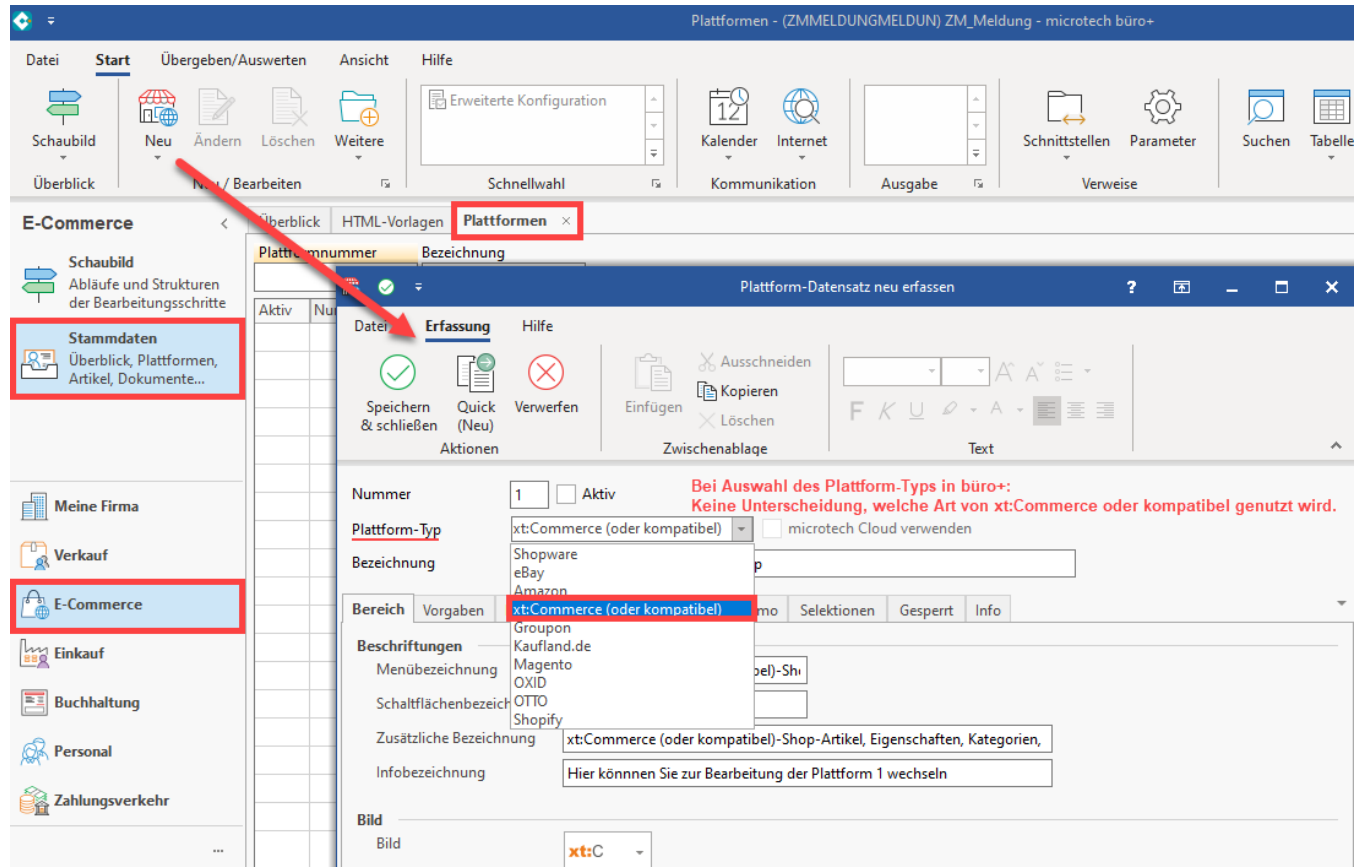 Plattformen - (ZMMELDUNGMELDUN) ZM_Meldung - microtech büro+
Datei Start Übergeben/Auswerten Ansicht Hilfe
Erweiterte Konfiguration
12
Schaubild Neu Ändern Löschen Weitere Kalender Internet Schnittstellen Parameter Suchen Tabelle
Überblick Neu / Bearbeiten Schnellwahl Kommunikation Ausgabe Verweise
E-Commerce
Überblick HTML-Vorlagen Plattformen
Plattformnummer Bezeichnung
Schaubild
Abläufe und Strukturen
der Bearbeitungsschritte
Stammdaten
Überblick, Plattformen,
Artikel, Dokumente...
Meine Firma
Verkauf
E-Commerce
Einkauf
Buchhaltung
Personal
Zahlungsverkehr
...
Aktiv
Plattform-Datensatz neu erfassen
Datei Erfassung Hilfe
Speichern & schließen
Quick (Neu)
Verwerfen
Einfügen
Ausschneiden
Kopieren
Löschen
F K U A
Aktionen Zwischenablage Text
Nummer 1 Aktiv
Bei Auswahl des Plattform-Typs in büro+:
Keine Unterscheidung, welche Art von xt:Commerce oder kompatibel genutzt wird.
Plattform-Typ xt:Commerce (oder kompatibel) microtech Cloud verwenden
Bezeichnung
Shopware
eBay
Amazon
xt:Commerce (oder kompatibel)
Groupon
Kaufland.de
Magento
OXID
OTTO
Shopify
Bereich Vorgaben Selektionen Gesperrt Info
Beschriftungen
Menübezeichnung
Zusätzliche Bezeichnung xt:Commerce (oder kompatibel)-Shop-Artikel, Eigenschaften, Kategorien,
Infobezeichnung Hier könnnen Sie zur Bearbeitung der Plattform 1 wechseln
Bild
Bild xt:C